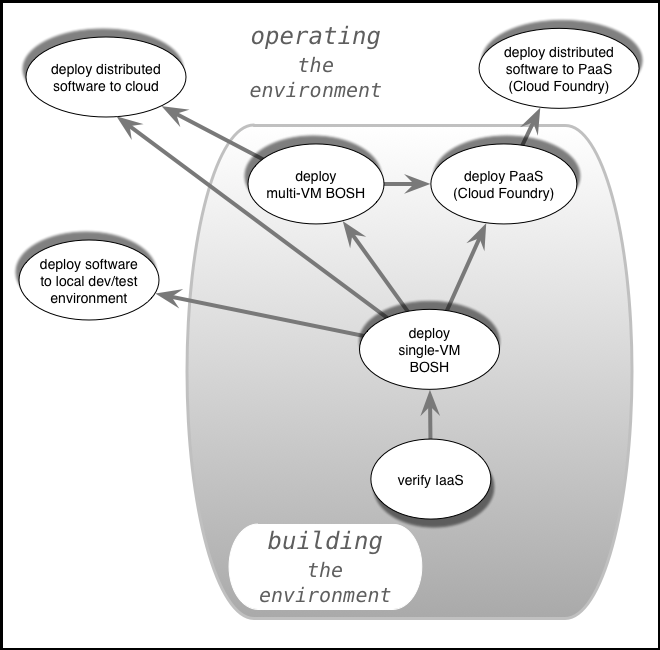 operating
the
environment
deploy distributed
software to PaaS
(Cloud Foundry)
deploy distributed
software to cloud
deploy
multi-VM BOSH
deploy PaaS
(Cloud Foundry)
deploy software
to local dev/test
environment
deploy
single-VM
BOSH
verify IaaS
building
the
environment